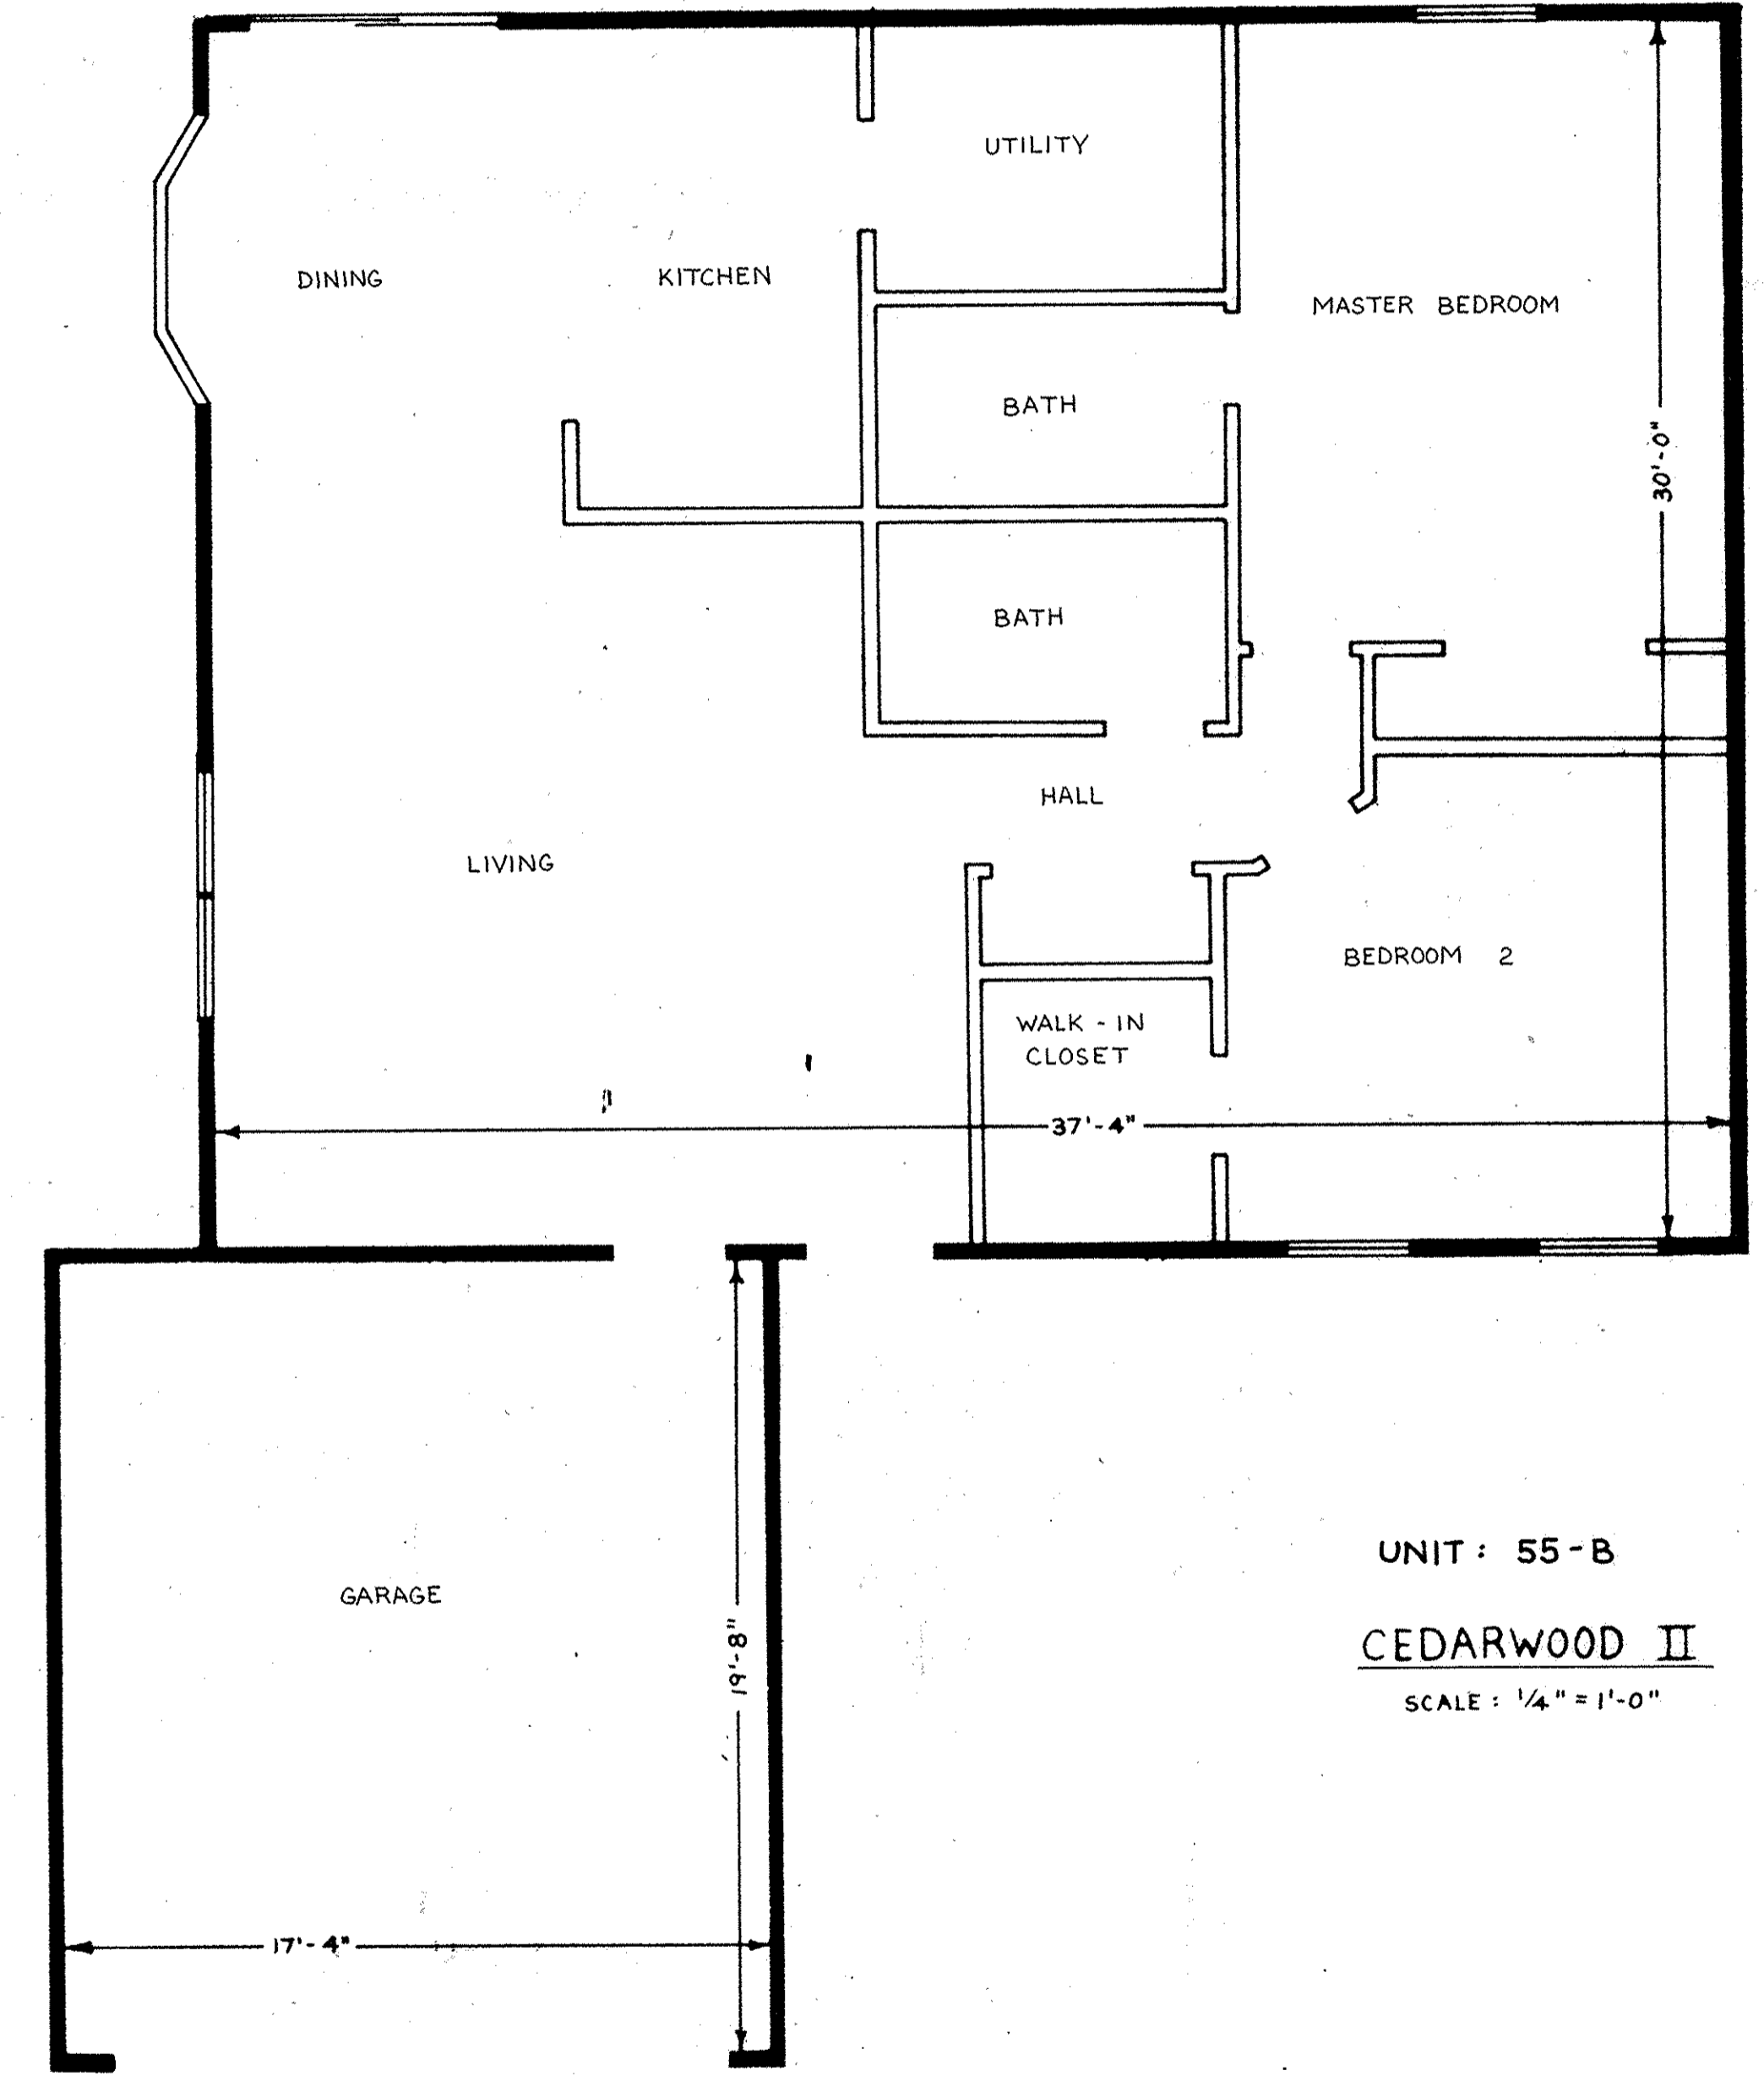 UTILITY
DINING
KITCHEN
MASTER BEDROOM
BATH
30'-0"
BATH
HALL
LIVING
BEDROOM 2
WALK-IN
CLOSET
37'-4"
GARAGE
19'-8"
17'-4"
UNIT: 55-B
CEDARWOOD II
SCALE: 1/4" = 1'-0"